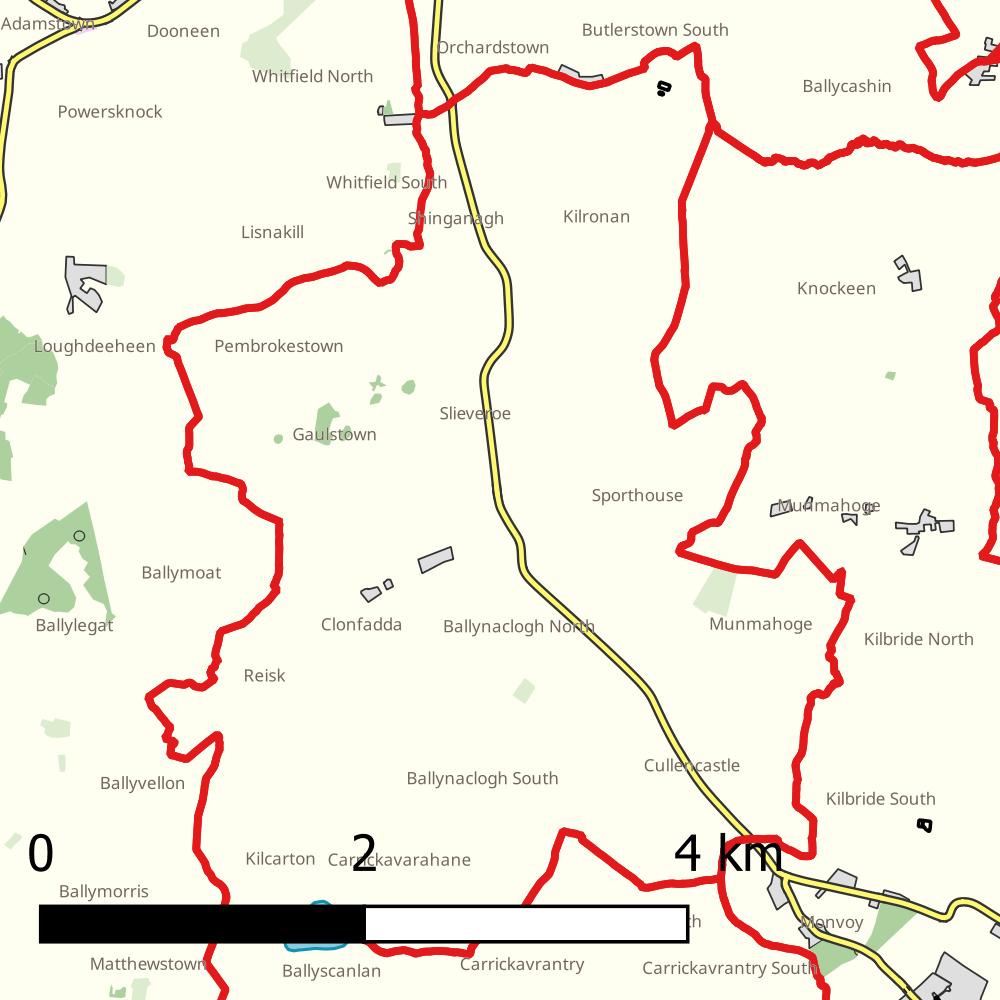 Adamstown
Dooneen
Butlerstown South
Orchardstown
Whitfield North
Ballycashin
Powersknock
Whitfield South
Shinganagh
Kilronan
Lisnakill
Knockeen
Loughdeeheen
Pembrokestown
Slieveroe
Gaulstown
Sporthouse
Munmahoge
Ballymoat
Ballylegat
Clonfadda
Ballynaclogh North
Munmahoge
Kilbride North
Reisk
Cullencastle
Ballynaclogh South
Ballyvellon
Kilbride South
0 2 4 km
Kilcarton
Carrickavarahane
Ballymorris
Monvoy
Matthewstown
Ballyscanlan
Carrickavrantry
Carrickavrantry South